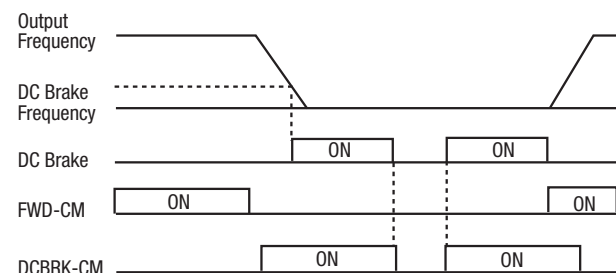 Output
Frequency
DC Brake
Frequency
DC Brake
ON
ON
FWD-CM
ON
ON
DCBRK-CM
ON
ON